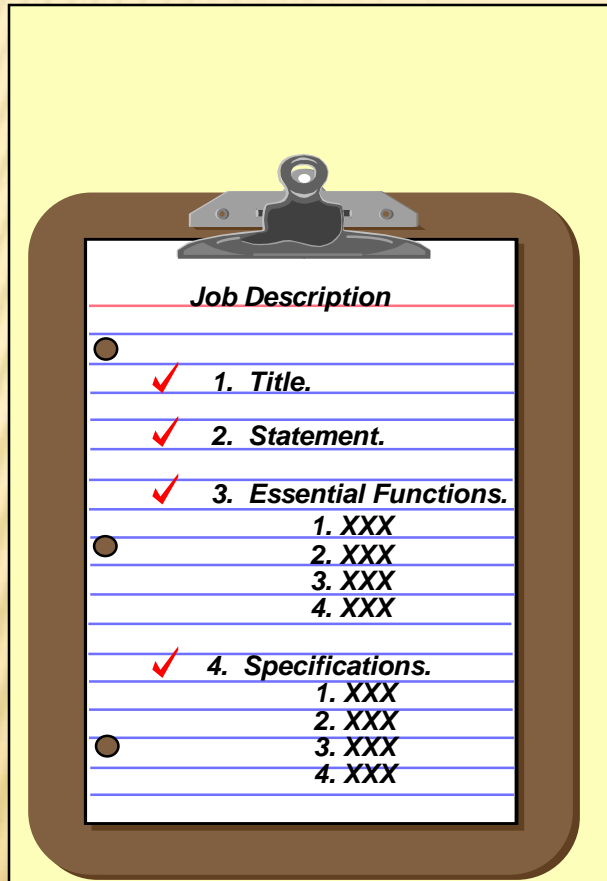 Job Description
1. Title.
2. Statement.
3. Essential Functions.
1. XXX
2. XXX
3. XXX
4. XXX
4. Specifications.
1. XXX
2. XXX
3. XXX
4. XXX